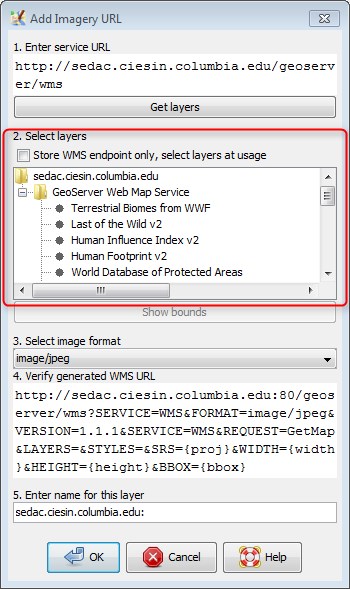 Add Imagery URL
1. Enter service URL
http://sedac.ciesin.columbia.edu/geoserv
er/wms
Get layers
2. Select layers
Store WMS endpoint only, select layers at usage
sedac.ciesin.columbia.edu
GeoServer Web Map Service
Terrestrial Biomes from WWF
Last of the Wild v2
Human Influence Index v2
Human Footprint v2
World Database of Protected Areas
Show bounds
3. Select image format
image/jpeg
4. Verify generated WMS URL
http://sedac.ciesin.columbia.edu:80/geos
erver/wms?SERVICE=WMS&FORMAT=image/jpeg&
VERSION=1.1.1&SERVICE=WMS&REQUEST=GetMap
&LAYERS=&STYLES=&SRS={proj}&WIDTH={width
}&HEIGHT={height}&BBOX={bbox}
5. Enter name for this layer
sedac.ciesin.columbia.edu:
OK
Cancel
Help